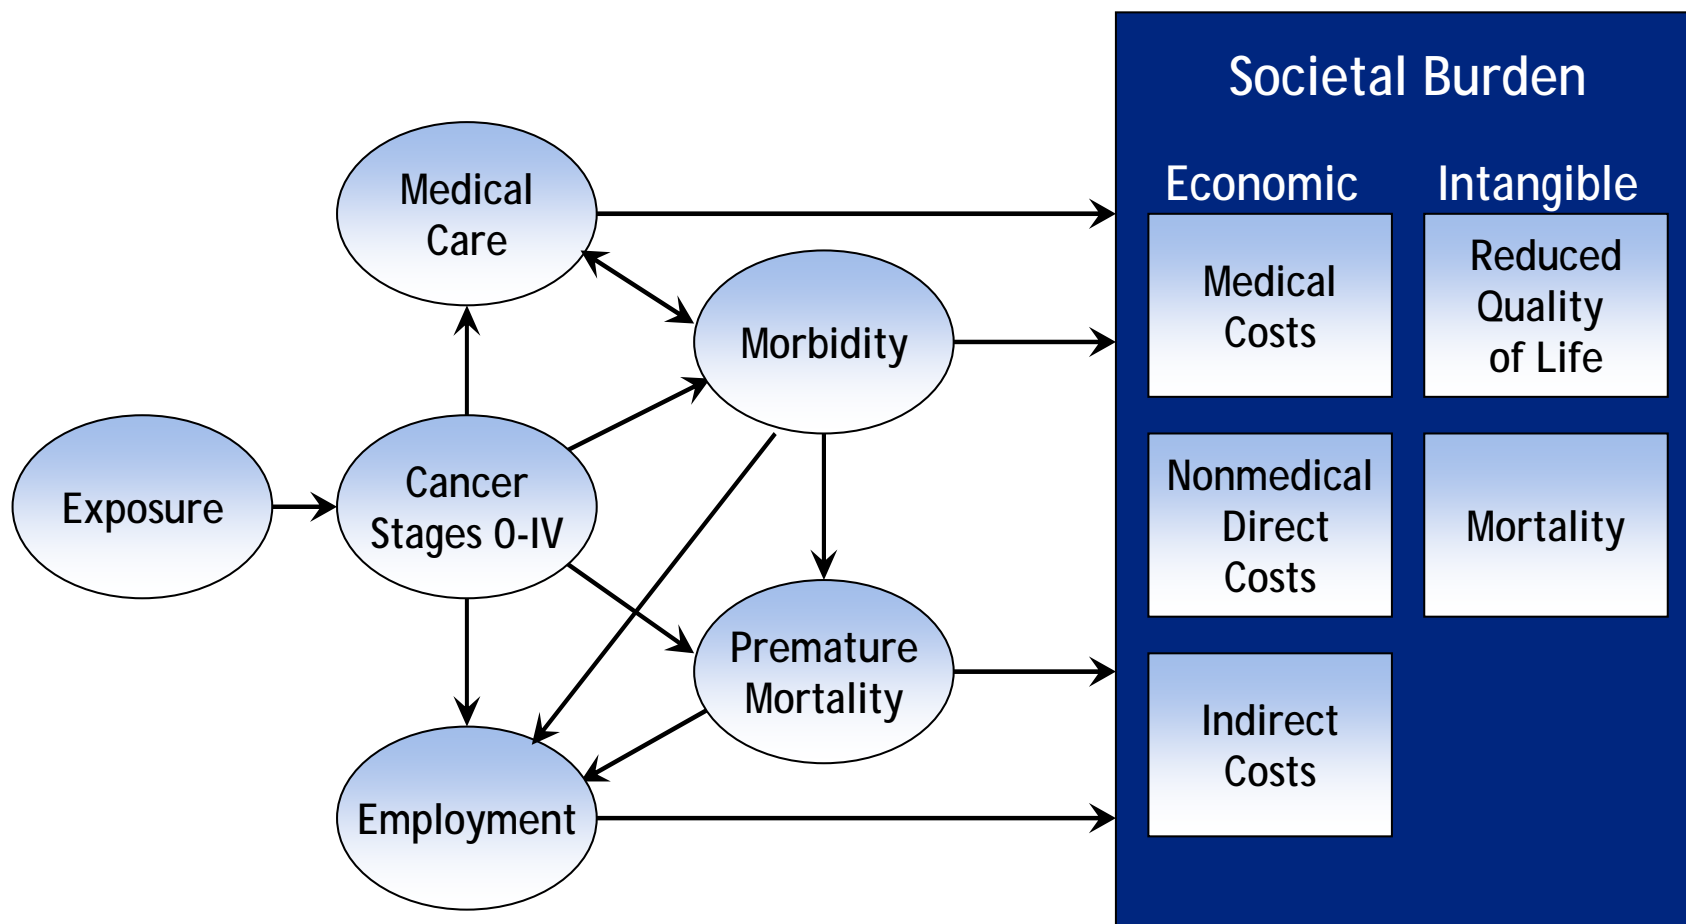 Societal Burden
Economic
Intangible
Medical
Care
Morbidity
Exposure
Cancer
Stages 0-IV
Premature
Mortality
Employment
Medical
Costs
Reduced
Quality
of Life
Nonmedical
Direct
Costs
Mortality
Indirect
Costs